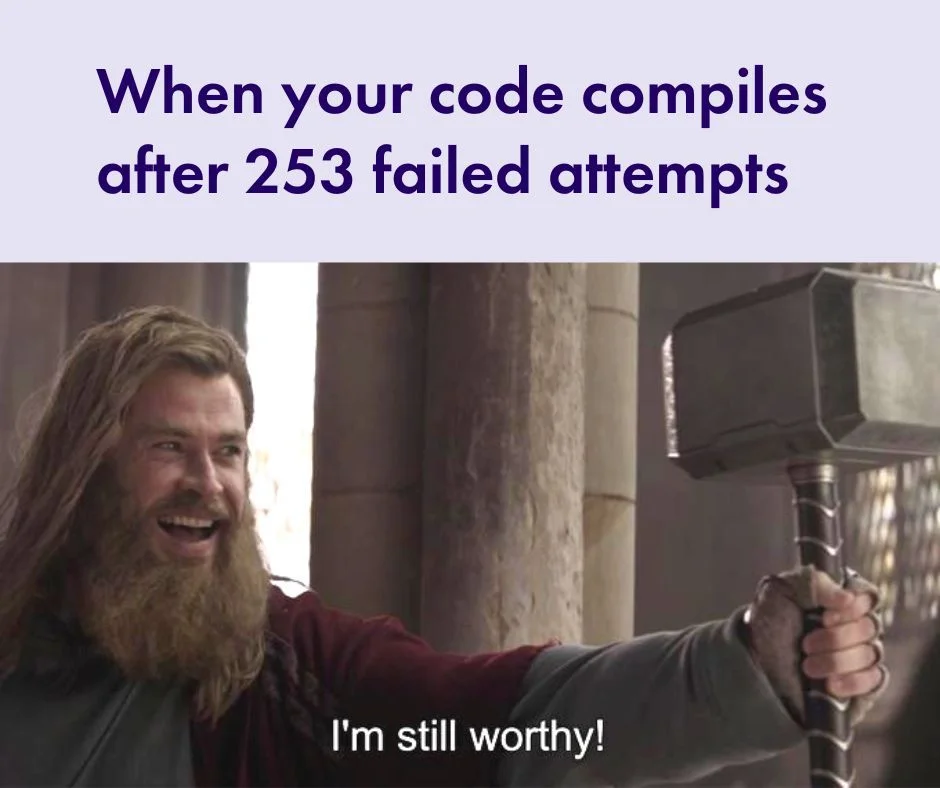 When your code compiles
after 253 failed attempts
I'm still worthy!